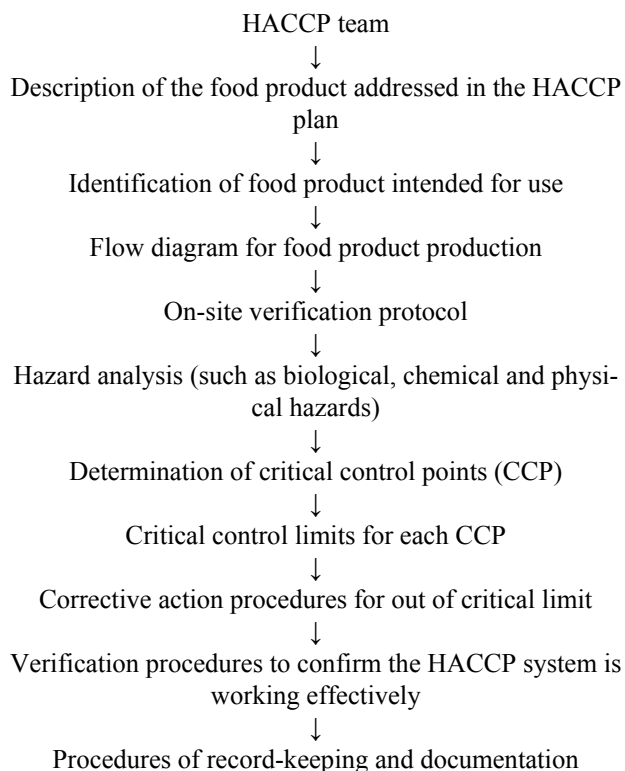 HACCP team
↓
Description of the food product addressed in the HACCP
plan
↓
Identification of food product intended for use
↓
Flow diagram for food product production
↓
On-site verification protocol
↓
Hazard analysis (such as biological, chemical and physi-
cal hazards)
↓
Determination of critical control points (CCP)
↓
Critical control limits for each CCP
↓
Corrective action procedures for out of critical limit
↓
Verification procedures to confirm the HACCP system is
working effectively
↓
Procedures of record-keeping and documentation